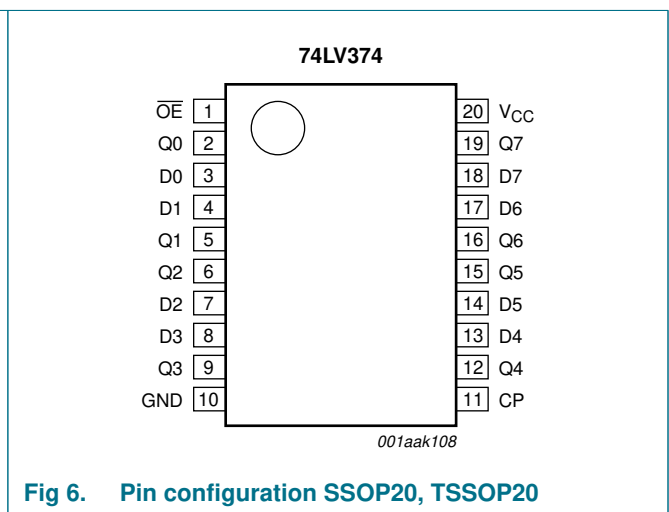 74LV374
OE 1 20 VCC
Q0 2 19 Q7
D0 3 18 D7
D1 4 17 D6
Q1 5 16 Q6
Q2 6 15 Q5
D2 7 14 D5
D3 8 13 D4
Q3 9 12 Q4
GND 10 11 CP
001aak108
Fig 6. Pin configuration SSOP20, TSSOP20